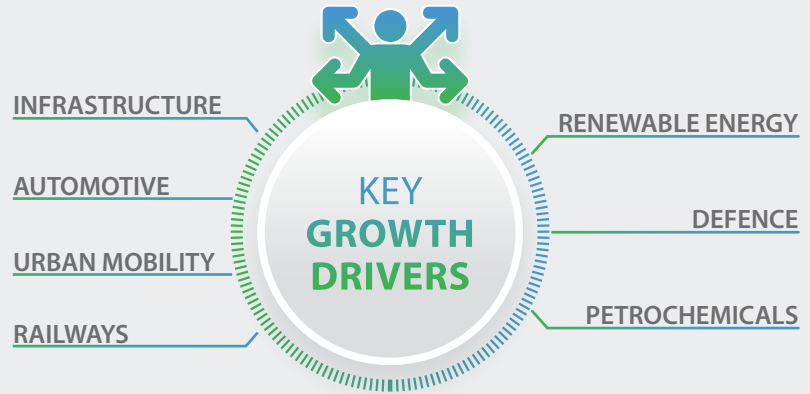 INFRASTRUCTURE
AUTOMOTIVE
URBAN MOBILITY
RAILWAYS
KEY
GROWTH
DRIVERS
RENEWABLE ENERGY
DEFENCE
PETROCHEMICALS